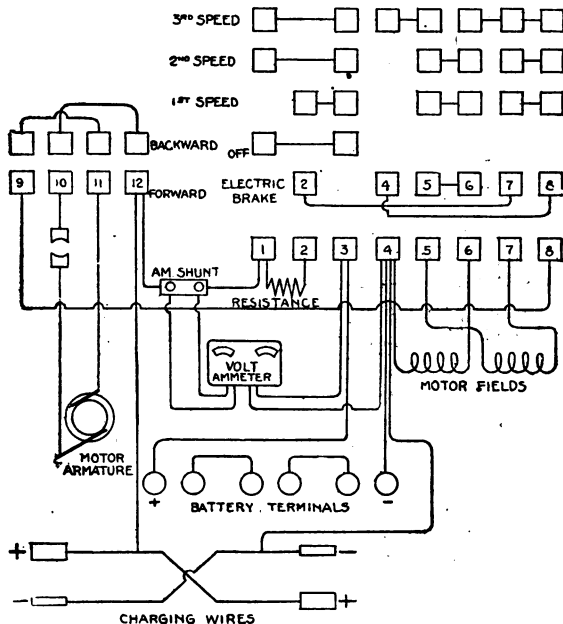 3RD SPEED
2ND SPEED
1ST SPEED
BACKWARD
OFF
9 10 11 12
FORWARD
ELECTRIC
BRAKE
2 4 5 6 7 8
AM. SHUNT
1 2 3 4 5 6 7 8
RESISTANCE
VOLT
AMMETER
MOTOR FIELDS
MOTOR
ARMATURE
+
+ -
BATTERY TERMINALS
+ -
- +
CHARGING WIRES